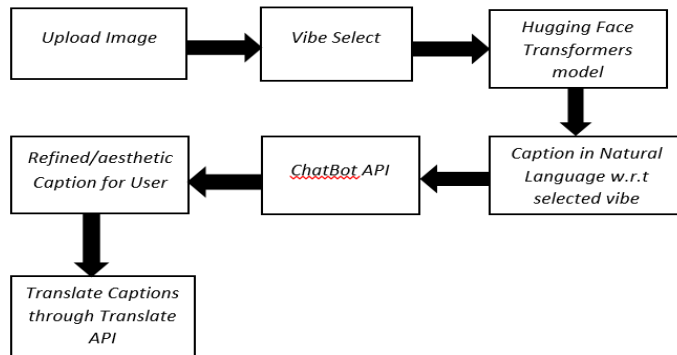 Upload Image
Vibe Select
Hugging Face
Transformers
model
Caption in Natural
Language w.r.t
selected vibe
ChatBot API
Refined/aesthetic
Caption for User
Translate Captions
through Translate
API